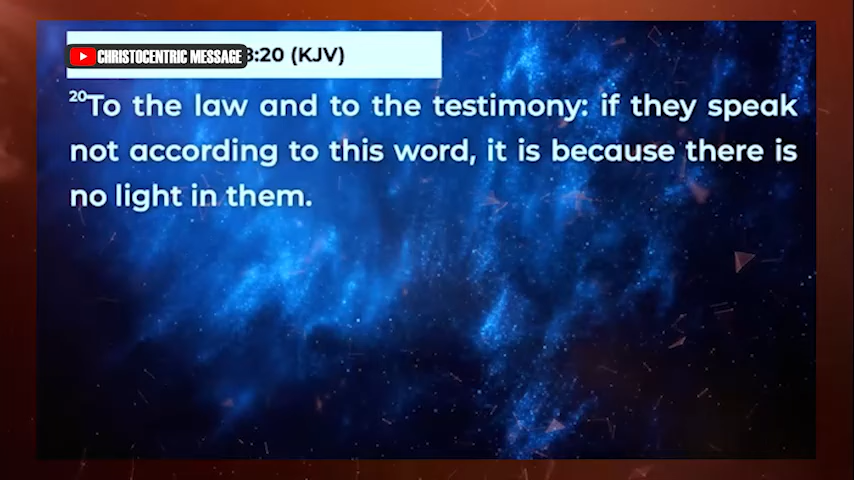 CHRISTOCENTRIC MESSAGE
8:20 (KJV)
20To the law and to the testimony: if they speak
not according to this word, it is because there is
no light in them.